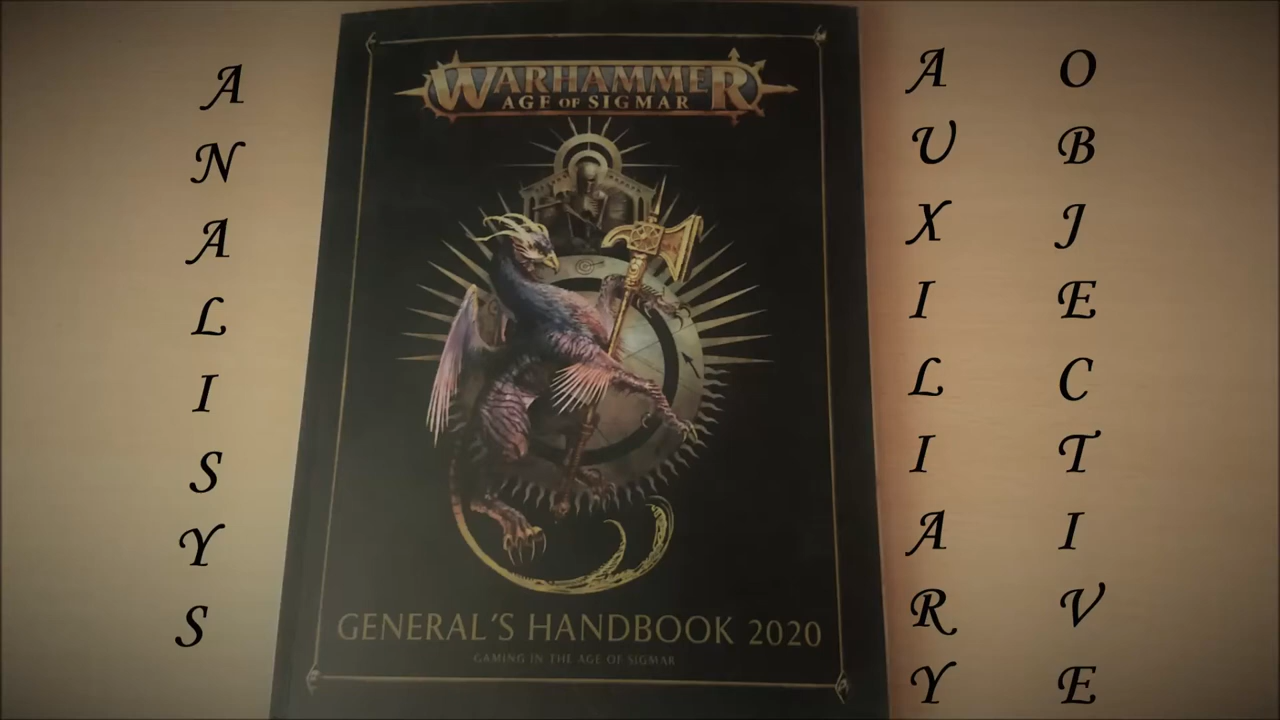 ANALISYS
WARHAMMER
AGE OF SIGMAR
GENERAL'S HANDBOOK 2020
GAMING IN THE AGE OF SIGMAR
AUXILIARY
OBJECTIVE